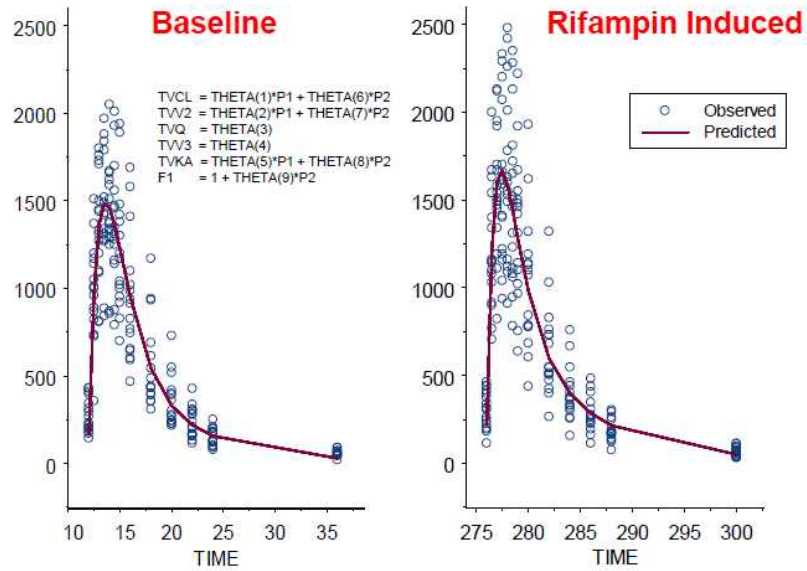 Baseline
2500
2000
1500
1000
500
0
TVCL = THETA(1)*P1 + THETA(6)*P2
TVV2 = THETA(2)*P1 + THETA(7)*P2
TVQ = THETA(3)
TVV3 = THETA(4)
TVKA = THETA(5)*P1 + THETA(8)*P2
F1 = 1 + THETA(9)*P2
10 15 20 25 30 35
TIME
Rifampin Induced
2500
2000
1500
1000
500
0
Observed
Predicted
275 280 285 290 295 300
TIME